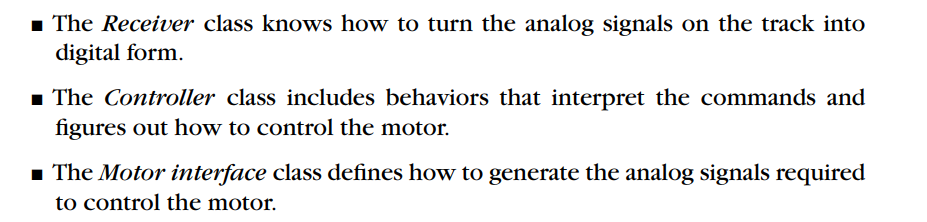 ■ The Receiver class knows how to turn the analog signals on the track into
digital form.
■ The Controller class includes behaviors that interpret the commands and
figures out how to control the motor.
■ The Motor interface class defines how to generate the analog signals required
to control the motor.